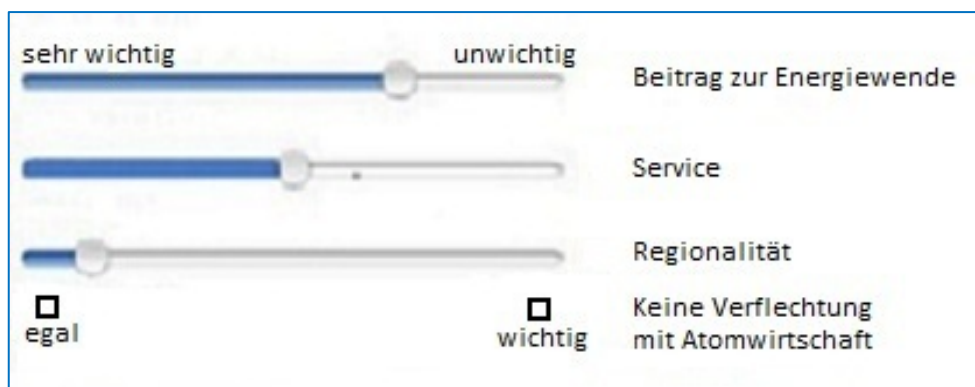 sehr wichtig unwichtig
Beitrag zur Energiewende
Service
Regionalität
egal wichtig
Keine Verflechtung
mit Atomwirtschaft